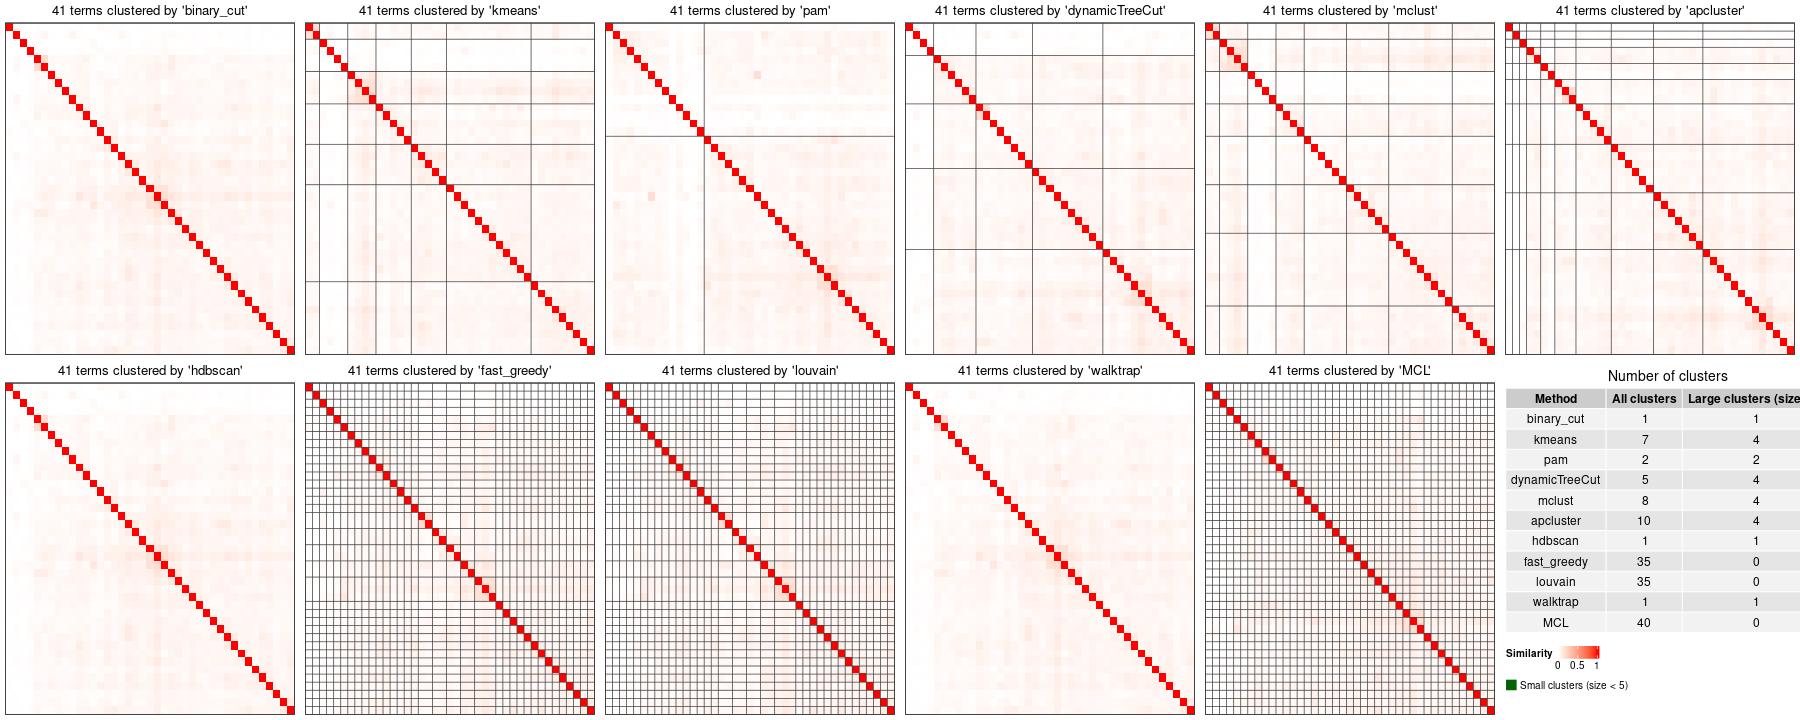 41 terms clustered by 'binary_cut'
41 terms clustered by 'kmeans'
41 terms clustered by 'pam'
41 terms clustered by 'dynamicTreeCut'
41 terms clustered by 'mclust'
41 terms clustered by 'apcluster'
41 terms clustered by 'hdbscan'
41 terms clustered by 'fast_greedy'
41 terms clustered by 'louvain'
41 terms clustered by 'walktrap'
41 terms clustered by 'MCL'
Number of clusters
Method All clusters Large clusters (size
binary_cut 1 1
kmeans 7 4
pam 2 2
dynamicTreeCut 5 4
mclust 8 4
apcluster 10 4
hdbscan 1 1
fast_greedy 35 0
louvain 35 0
walktrap 1 1
MCL 40 0
Similarity
0 0.5 1
Small clusters (size < 5)